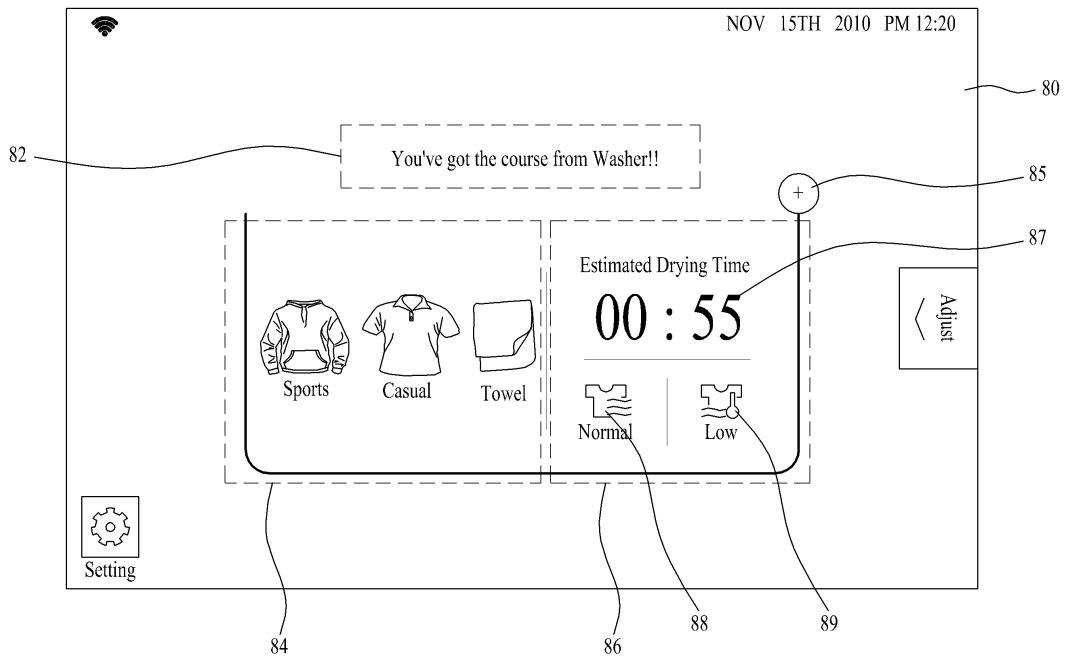 NOV 15TH 2010 PM 12:20
80
82
You've got the course from Washer!!
85
+
87
Estimated Drying Time
00 : 55
Adjust
Sports
Casual
Towel
Normal
Low
Setting
84
86
88
89